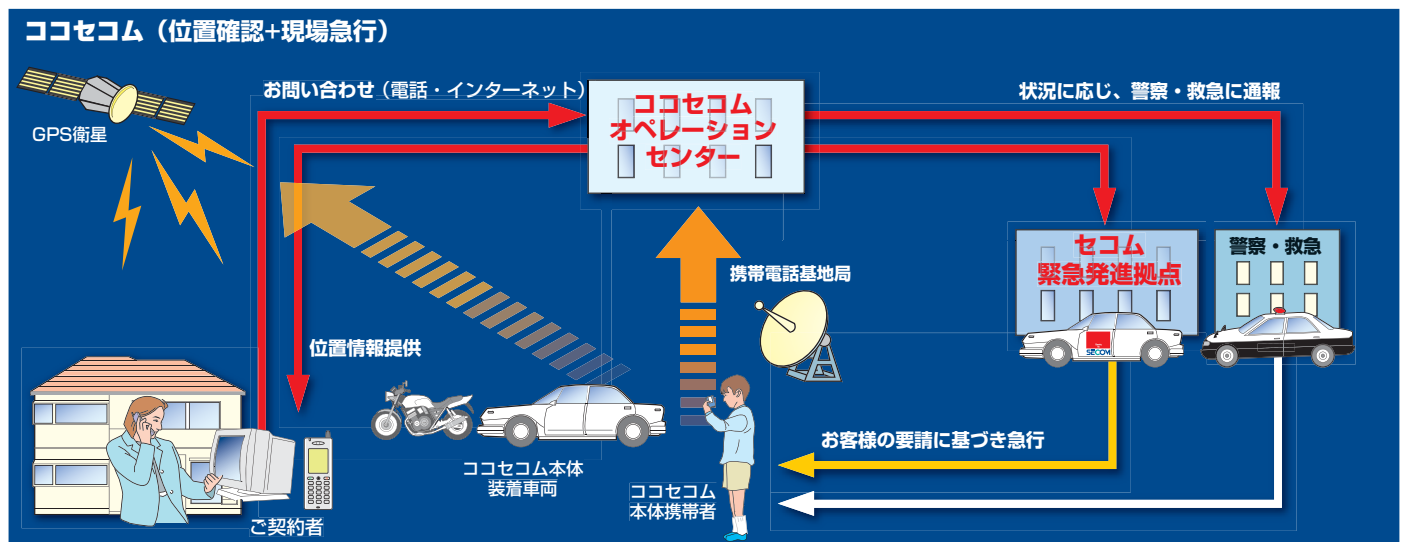 ココセコム（位置確認+現場急行）
GPS衛星
お問い合わせ（電話・インターネット）
ココセコム
オペレーション
センター
状況に応じ、警察・救急に通報
携帯電話基地局
セコム
緊急発進拠点
警察・救急
SECOM
位置情報提供
お客様の要請に基づき急行
ココセコム本体
装着車両
ココセコム
本体携帯者
ご契約者